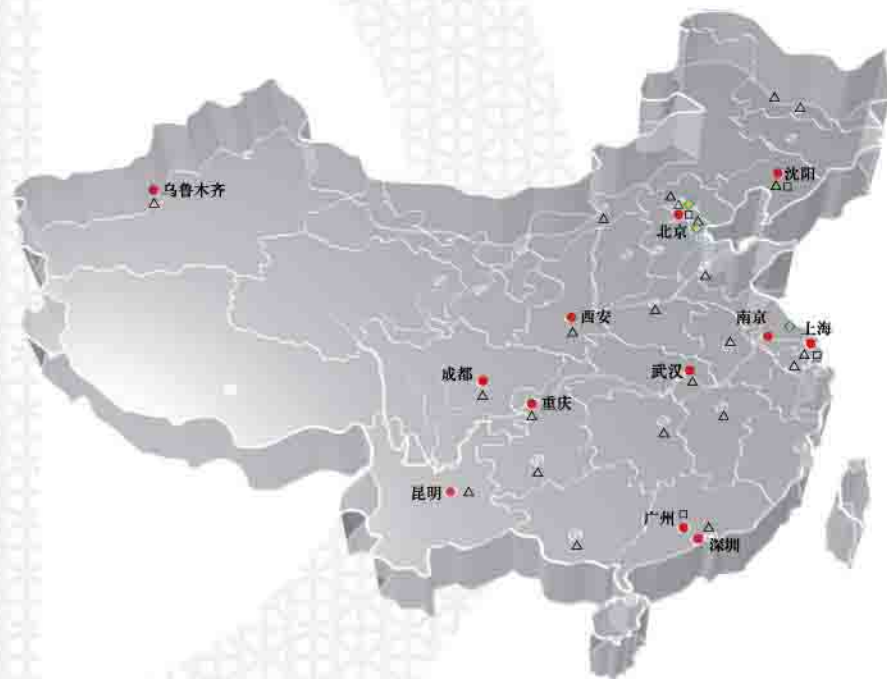 沈阳
乌鲁木齐
北京
西安
南京
上海
成都
武汉
重庆
昆明
广州
深圳